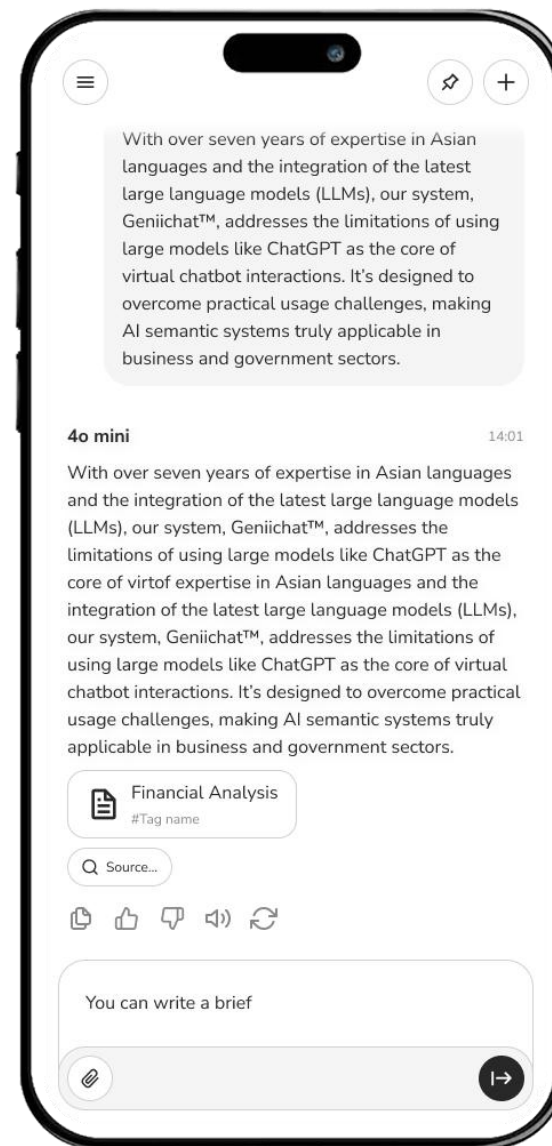 With over seven years of expertise in Asian
languages and the integration of the latest
large language models (LLMs), our system,
Geniichat™, addresses the limitations of using
large models like ChatGPT as the core of
virtual chatbot interactions. It’s designed to
overcome practical usage challenges, making
AI semantic systems truly applicable in
business and government sectors.
4o mini 14:01
With over seven years of expertise in Asian languages
and the integration of the latest large language models
(LLMs), our system, Geniichat™, addresses the
limitations of using large models like ChatGPT as the
core of virtof expertise in Asian languages and the
integration of the latest large language models (LLMs),
our system, Geniichat™, addresses the limitations of
using large models like ChatGPT as the core of virtual
chatbot interactions. It’s designed to overcome practical
usage challenges, making AI semantic systems truly
applicable in business and government sectors.
Financial Analysis
#Tag name
Source...
You can write a brief